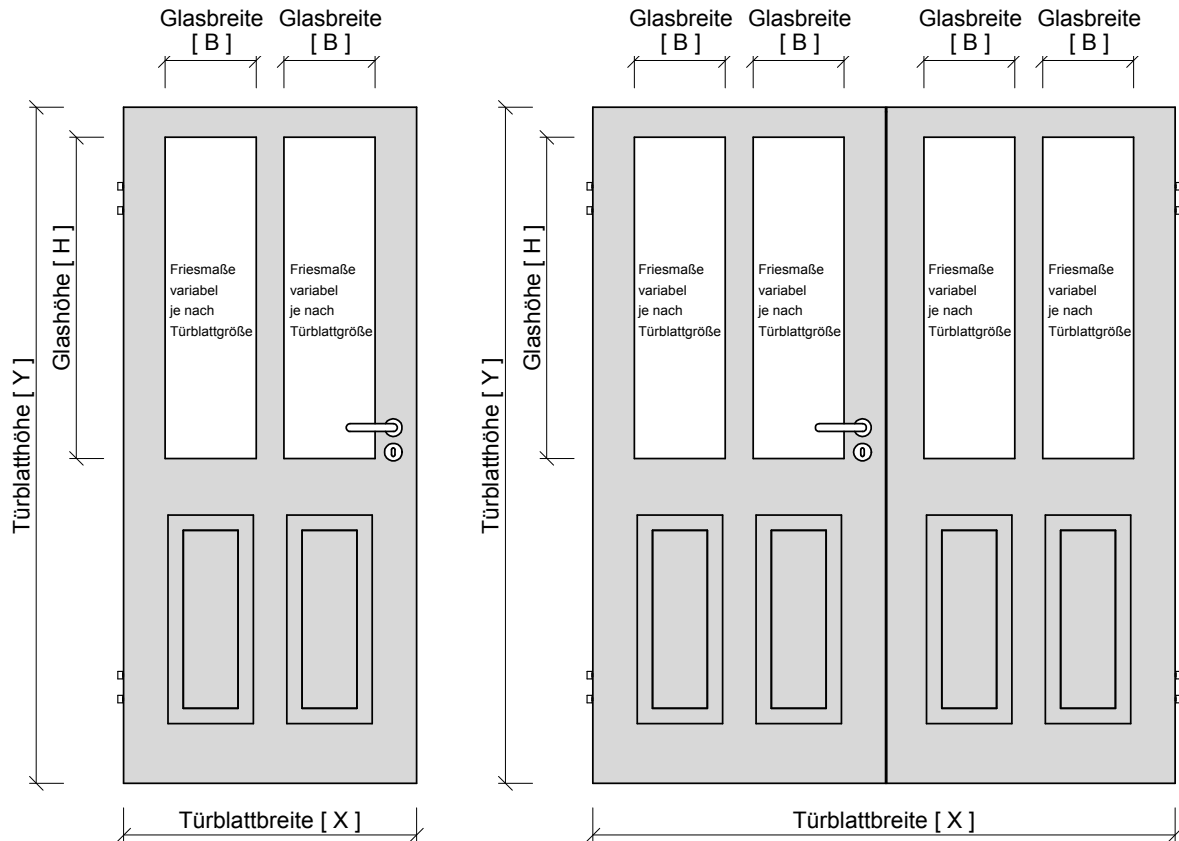 Glasbreite
[ B ]
Glasbreite
[ B ]
Glasbreite
[ B ]
Glasbreite
[ B ]
Glasbreite
[ B ]
Glasbreite
[ B ]
Türblatthöhe [ Y ]
Glashöhe [ H ]
Friesmaße
variabel
je nach
Türblattgröße
Friesmaße
variabel
je nach
Türblattgröße
Türblattbreite [ X ]
Türblatthöhe [ Y ]
Glashöhe [ H ]
Friesmaße
variabel
je nach
Türblattgröße
Friesmaße
variabel
je nach
Türblattgröße
Friesmaße
variabel
je nach
Türblattgröße
Friesmaße
variabel
je nach
Türblattgröße
Türblattbreite [ X ]